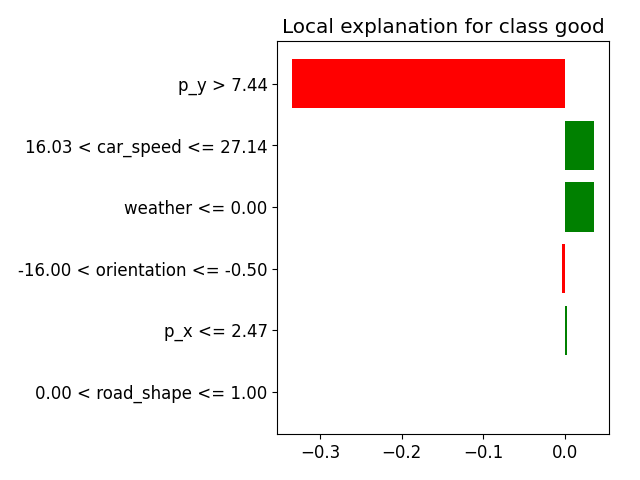 Local explanation for class good
p_y > 7.44
16.03 < car_speed <= 27.14
weather <= 0.00
-16.00 < orientation <= -0.50
p_x <= 2.47
0.00 < road_shape <= 1.00
−0.3 −0.2 −0.1 0.0